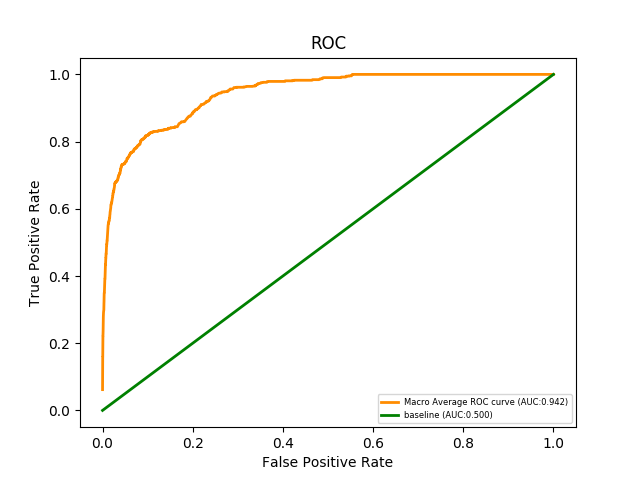 ROC
True Positive Rate
1.0
0.8
0.6
0.4
0.2
0.0
0.0 0.2 0.4 0.6 0.8 1.0
False Positive Rate
Macro Average ROC curve (AUC:0.942)
baseline (AUC:0.500)